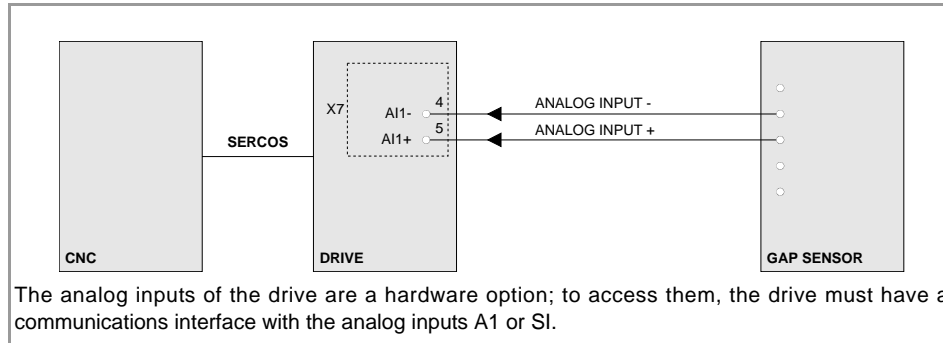 X7
AI1- 4
AI1+ 5
ANALOG INPUT -
ANALOG INPUT +
SERCOS
CNC
DRIVE
GAP SENSOR
The analog inputs of the drive are a hardware option; to access them, the drive must have a
communications interface with the analog inputs A1 or SI.